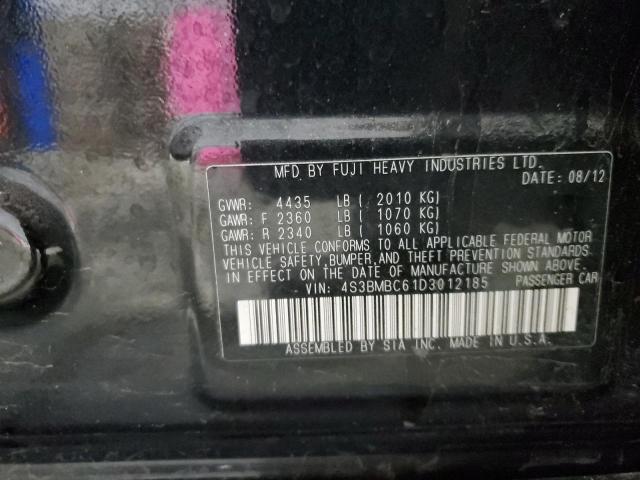 MFD. BY FUJI HEAVY INDUSTRIES LTD.
DATE: 08/12
GVWR: 4435 LB ( 2010 KG)
GAWR: F 2360 LB ( 1070 KG)
GAWR: R 2340 LB ( 1060 KG)
THIS VEHICLE CONFORMS TO ALL APPLICABLE FEDERAL MOTOR
VEHICLE SAFETY, BUMPER, AND THEFT PREVENTION STANDARDS
IN EFFECT ON THE DATE OF MANUFACTURE SHOWN ABOVE.
VIN: 4S3BMBC61D3012185 PASSENGER CAR
ASSEMBLED BY SIA INC. MADE IN U.S.A.